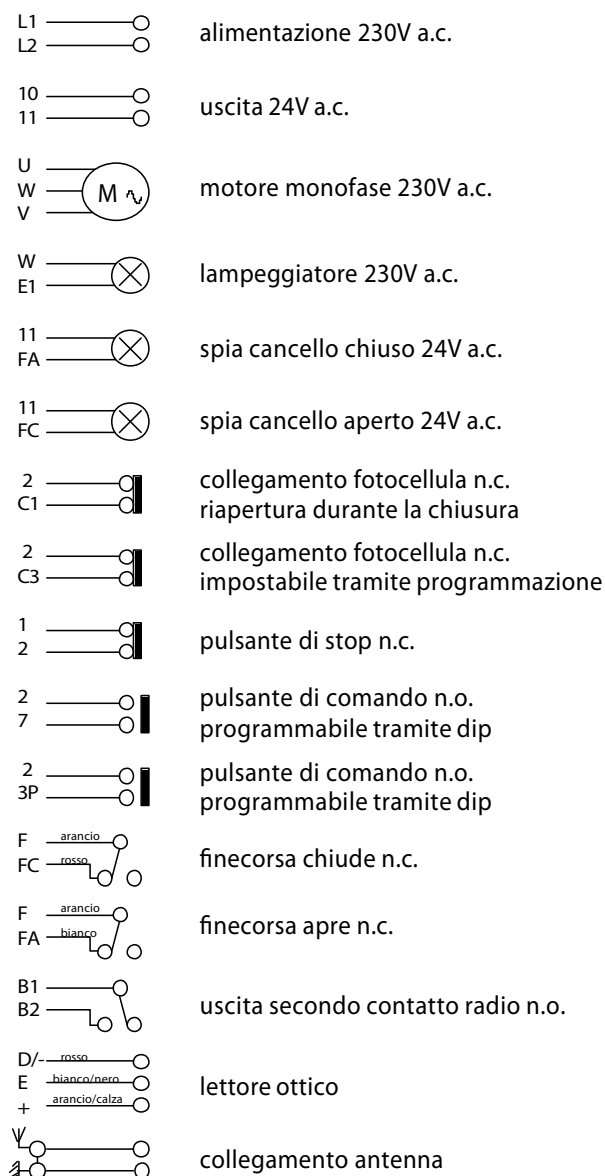 L1
L2
alimentazione 230V a.c.
10
11
uscita 24V a.c.
U
W
V
M
motore monofase 230V a.c.
W
E1
lampeggiatore 230V a.c.
11
FA
spia cancello chiuso 24V a.c.
11
FC
spia cancello aperto 24V a.c.
2
C1
collegamento fotocellula n.c.
riapertura durante la chiusura
2
C3
collegamento fotocellula n.c.
impostabile tramite programmazione
1
2
pulsante di stop n.c.
2
7
pulsante di comando n.o.
programmabile tramite dip
2
3P
pulsante di comando n.o.
programmabile tramite dip
F arancio
FC rosso
finecorsa chiude n.c.
F arancio
FA bianco
finecorsa apre n.c.
B1
B2
uscita secondo contatto radio n.o.
D/- rosso
E bianco/nero
+ arancio/calza
lettore ottico
collegamento antenna